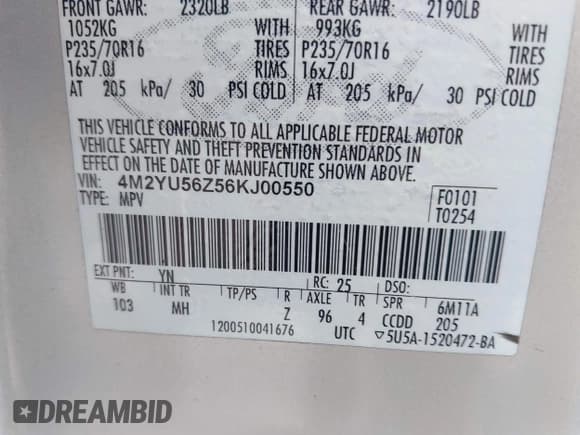 FRONT GAWR: 2320LB REAR GAWR: 2190LB
1052KG WITH 993KG WITH
P235/70R16 TIRES P235/70R16 TIRES
16x7.0J RIMS 16x7.0J RIMS
AT 205 kPa/ 30 PSI COLD AT 205 kPa/ 30 PSI COLD
THIS VEHICLE CONFORMS TO ALL APPLICABLE FEDERAL MOTOR
VEHICLE SAFETY AND THEFT PREVENTION STANDARDS IN
EFFECT ON THE DATE OF MANUFACTURE SHOWN ABOVE.
VIN: 4M2YU56Z56KJ00550 F0101
TYPE: MPV T0254
EXT PNT: YN RC: 25 DSO:
WB INT TR TP/PS R AXLE TR SPR 6M11A
103 MH Z 96 4 CCDD 205
1200510041676 UTC ▽5U5A-1520472-BA
DREAMBID